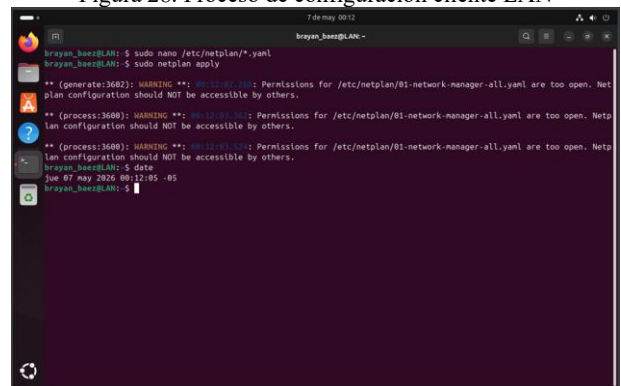 Figura 28. Proceso de configuración cliente LAN
7 de may 00:12
brayan_baez@LAN: ~
brayan_baez@LAN:~$ sudo nano /etc/netplan/*.yaml
brayan_baez@LAN:~$ sudo netplan apply
** (generate:3602): WARNING **: : Permissions for /etc/netplan/01-network-manager-all.yaml are too open. Net
plan configuration should NOT be accessible by others.
** (process:3600): WARNING **: : Permissions for /etc/netplan/01-network-manager-all.yaml are too open. Netp
lan configuration should NOT be accessible by others.
** (process:3600): WARNING **: : Permissions for /etc/netplan/01-network-manager-all.yaml are too open. Netp
lan configuration should NOT be accessible by others.
brayan_baez@LAN:~$ date
jue 07 may 2026 00:12:05 -05
brayan_baez@LAN:~$